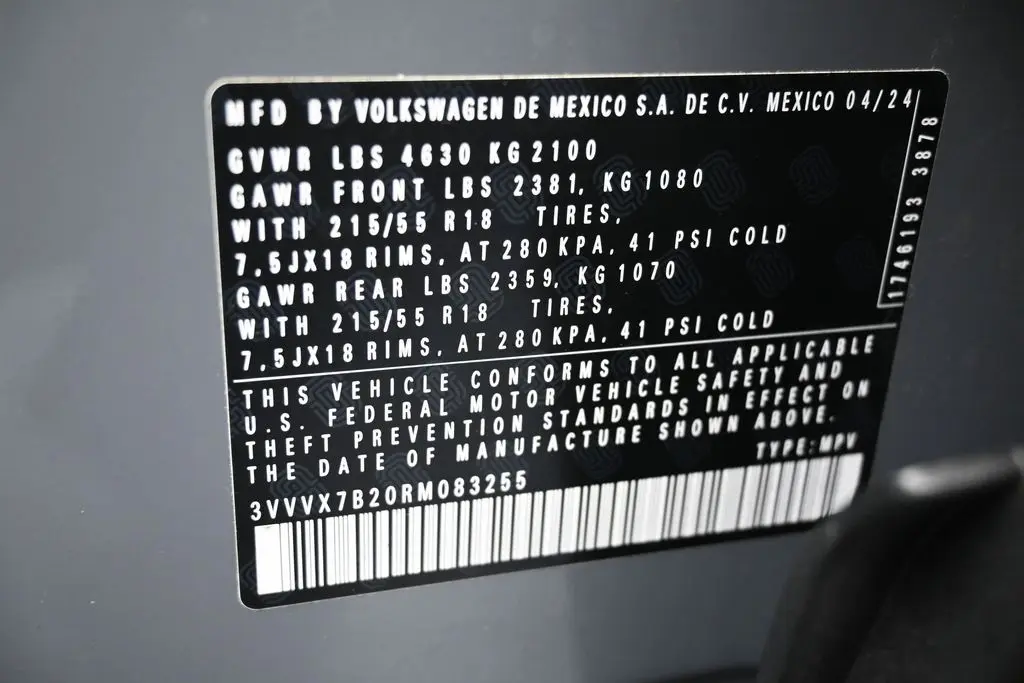 MFD BY VOLKSWAGEN DE MEXICO S.A. DE C.V. MEXICO 04/24
GVWR LBS 4630 KG 2100
GAWR FRONT LBS 2381, KG 1080
WITH 215/55 R18 TIRES,
7,5JX18 RIMS, AT 280 KPA, 41 PSI COLD
GAWR REAR LBS 2359, KG 1070
WITH 215/55 R18 TIRES,
7,5JX18 RIMS, AT 280 KPA, 41 PSI COLD
1746193 3878
THIS VEHICLE CONFORMS TO ALL APPLICABLE
U.S. FEDERAL MOTOR VEHICLE SAFETY AND
THEFT PREVENTION STANDARDS IN EFFECT ON
THE DATE OF MANUFACTURE SHOWN ABOVE.
TYPE: MPV
3VVVX7B20RM083255